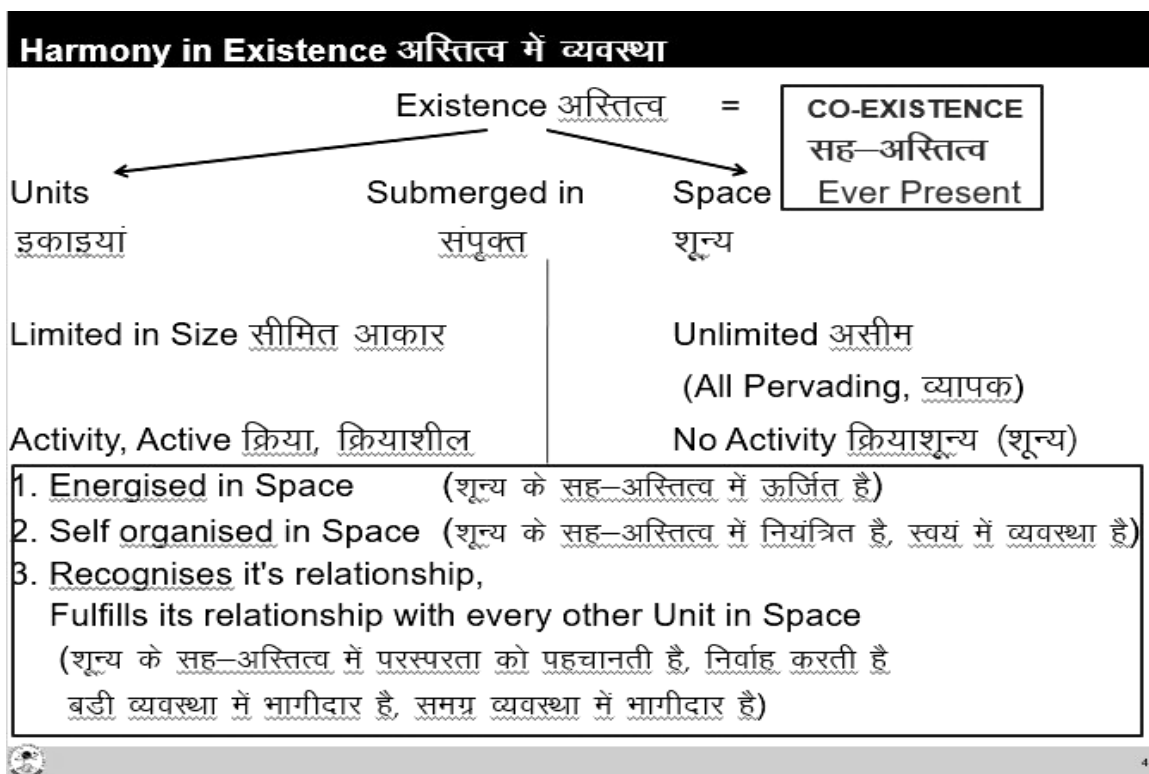 Harmony in Existence अस्तित्व में व्यवस्था
Existence अस्तित्व = CO-EXISTENCE
सह–अस्तित्व
Units Submerged in Space Ever Present
इकाइयां संपृक्त शून्य
Limited in Size सीमित आकार Unlimited असीम
(All Pervading, व्यापक)
Activity, Active क्रिया, क्रियाशील No Activity क्रियाशून्य (शून्य)
1. Energised in Space (शून्य के सह–अस्तित्व में ऊर्जित है)
2. Self organised in Space (शून्य के सह–अस्तित्व में नियंत्रित है, स्वयं में व्यवस्था है)
3. Recognises it's relationship,
Fulfills its relationship with every other Unit in Space
(शून्य के सह–अस्तित्व में परस्परता को पहचानती है, निर्वाह करती है
बडी व्यवस्था में भागीदार है, समग्र व्यवस्था में भागीदार है)
4